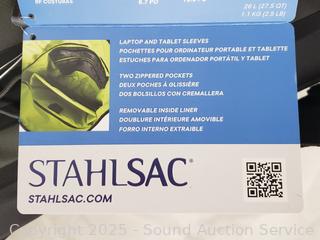 RF COSTURAS
26 L (27.5 QT)
1.1 KG (2.5 LB)
LAPTOP AND TABLET SLEEVES
POCHETTES POUR ORDINATEUR PORTABLE ET TABLETTE
ESTUCHES PARA ORDENADOR PORTÁTIL Y TABLET
TWO ZIPPERED POCKETS
DEUX POCHES À GLISSIÈRE
DOS BOLSILLOS CON CREMALLERA
REMOVABLE INSIDE LINER
DOUBLURE INTÉRIEURE AMOVIBLE
FORRO INTERNO EXTRAIBLE
STAHLSAC®
STAHLSAC.COM
Copyright 2025 - Sound Auction Service